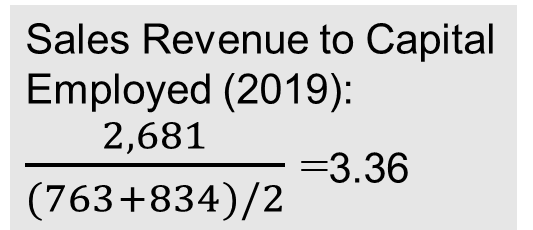 Sales Revenue to Capital
Employed (2019):
2,681
(763+834)/2
=3.36